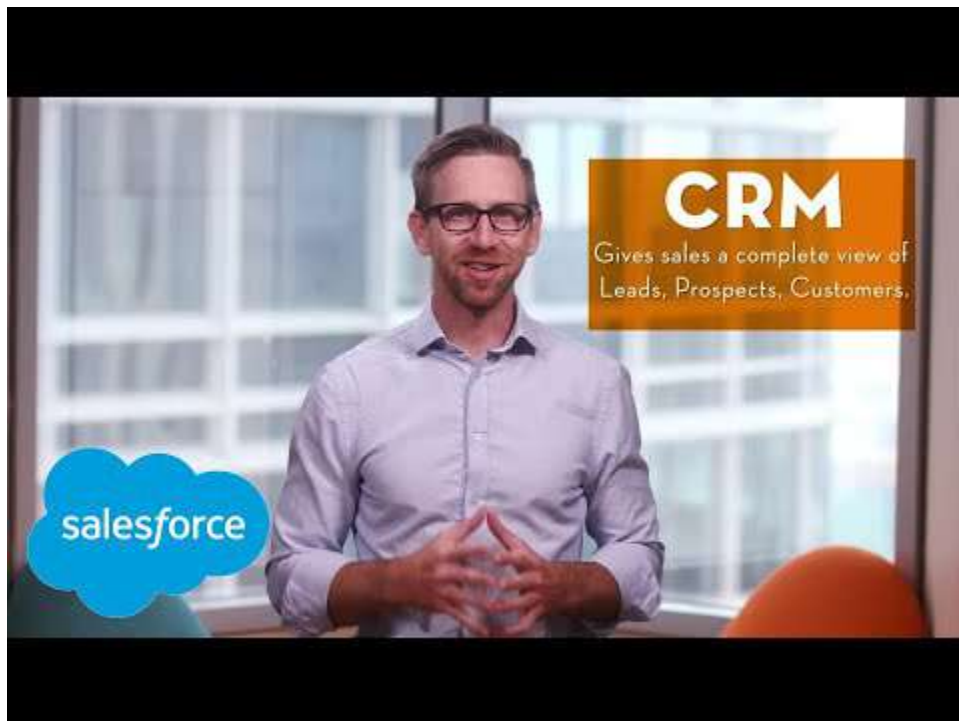 CRM
Gives sales a complete view of
Leads, Prospects, Customers.
salesforce